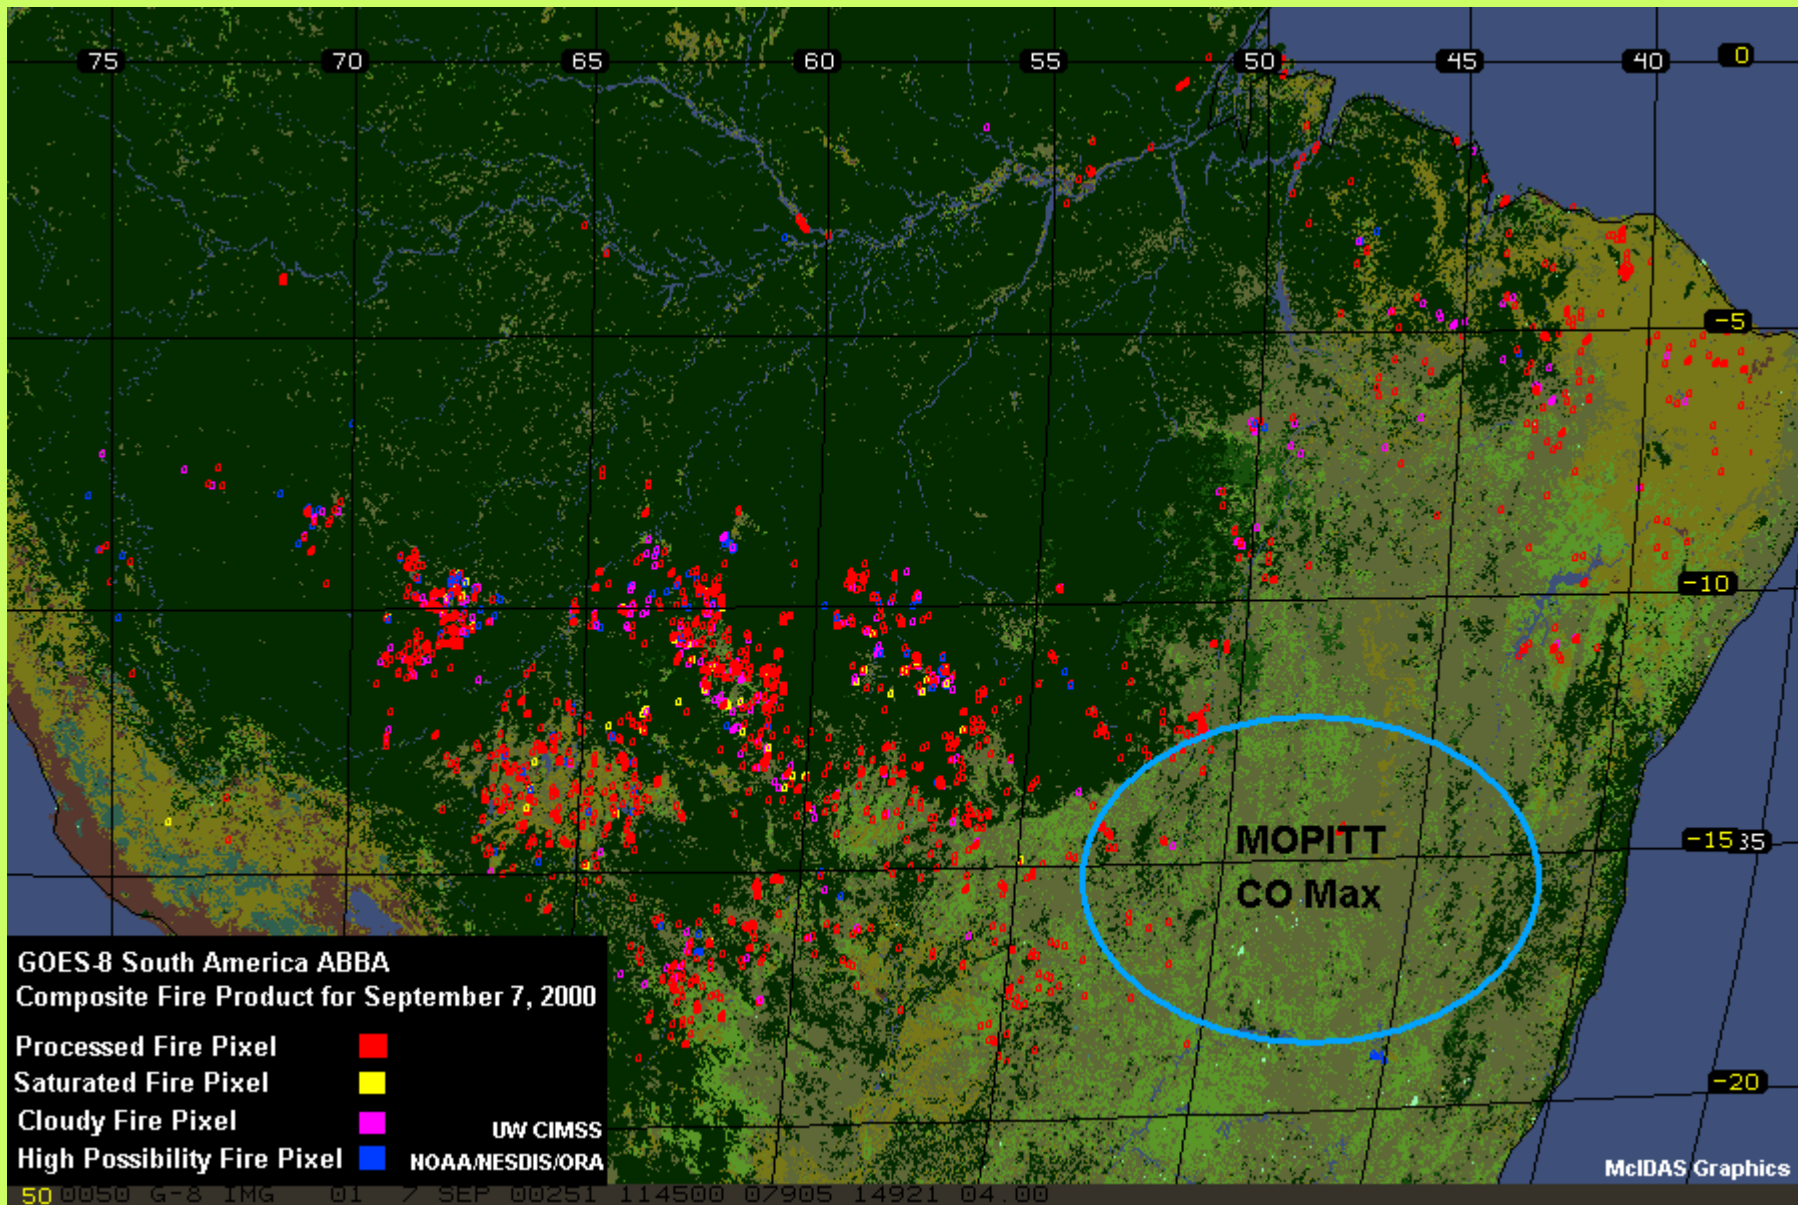 75 70 65 60 55 50 45 40 0
-5
-10
MOPITT
CO Max
-15 35
GOES-8 South America ABBA
Composite Fire Product for September 7, 2000
Processed Fire Pixel
Saturated Fire Pixel
Cloudy Fire Pixel
High Possibility Fire Pixel
UW CIMSS
NOAA/NESDIS/ORA
-20
McIDAS Graphics
50 0050 G-8 IMG 01 7 SEP 00251 114500 07905 14921 04.00